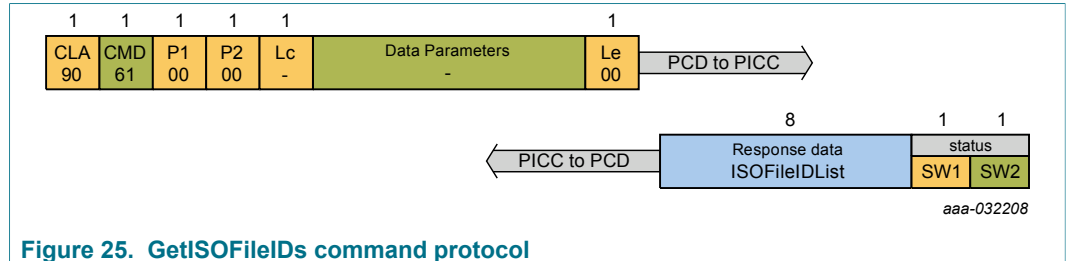 1 1 1 1 1 1
CLA CMD P1 P2 Lc Data Parameters Le
90 61 00 00 - - 00
PCD to PICC
8 1 1
PICC to PCD
Response data
ISOFileIDList
status
SW1 SW2
aaa-032208
Figure 25. GetISOFileIDs command protocol